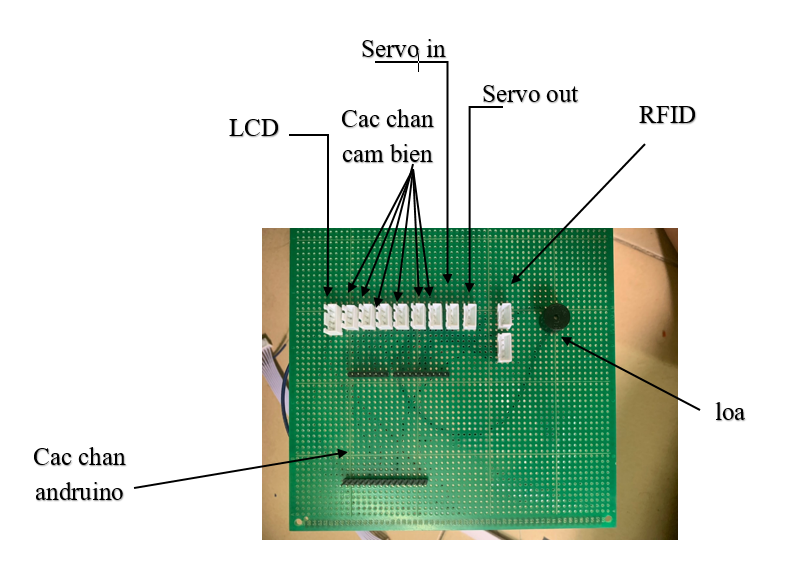 Servo in
Servo out
RFID
LCD
Cac chan
cam bien
loa
Cac chan
andruino